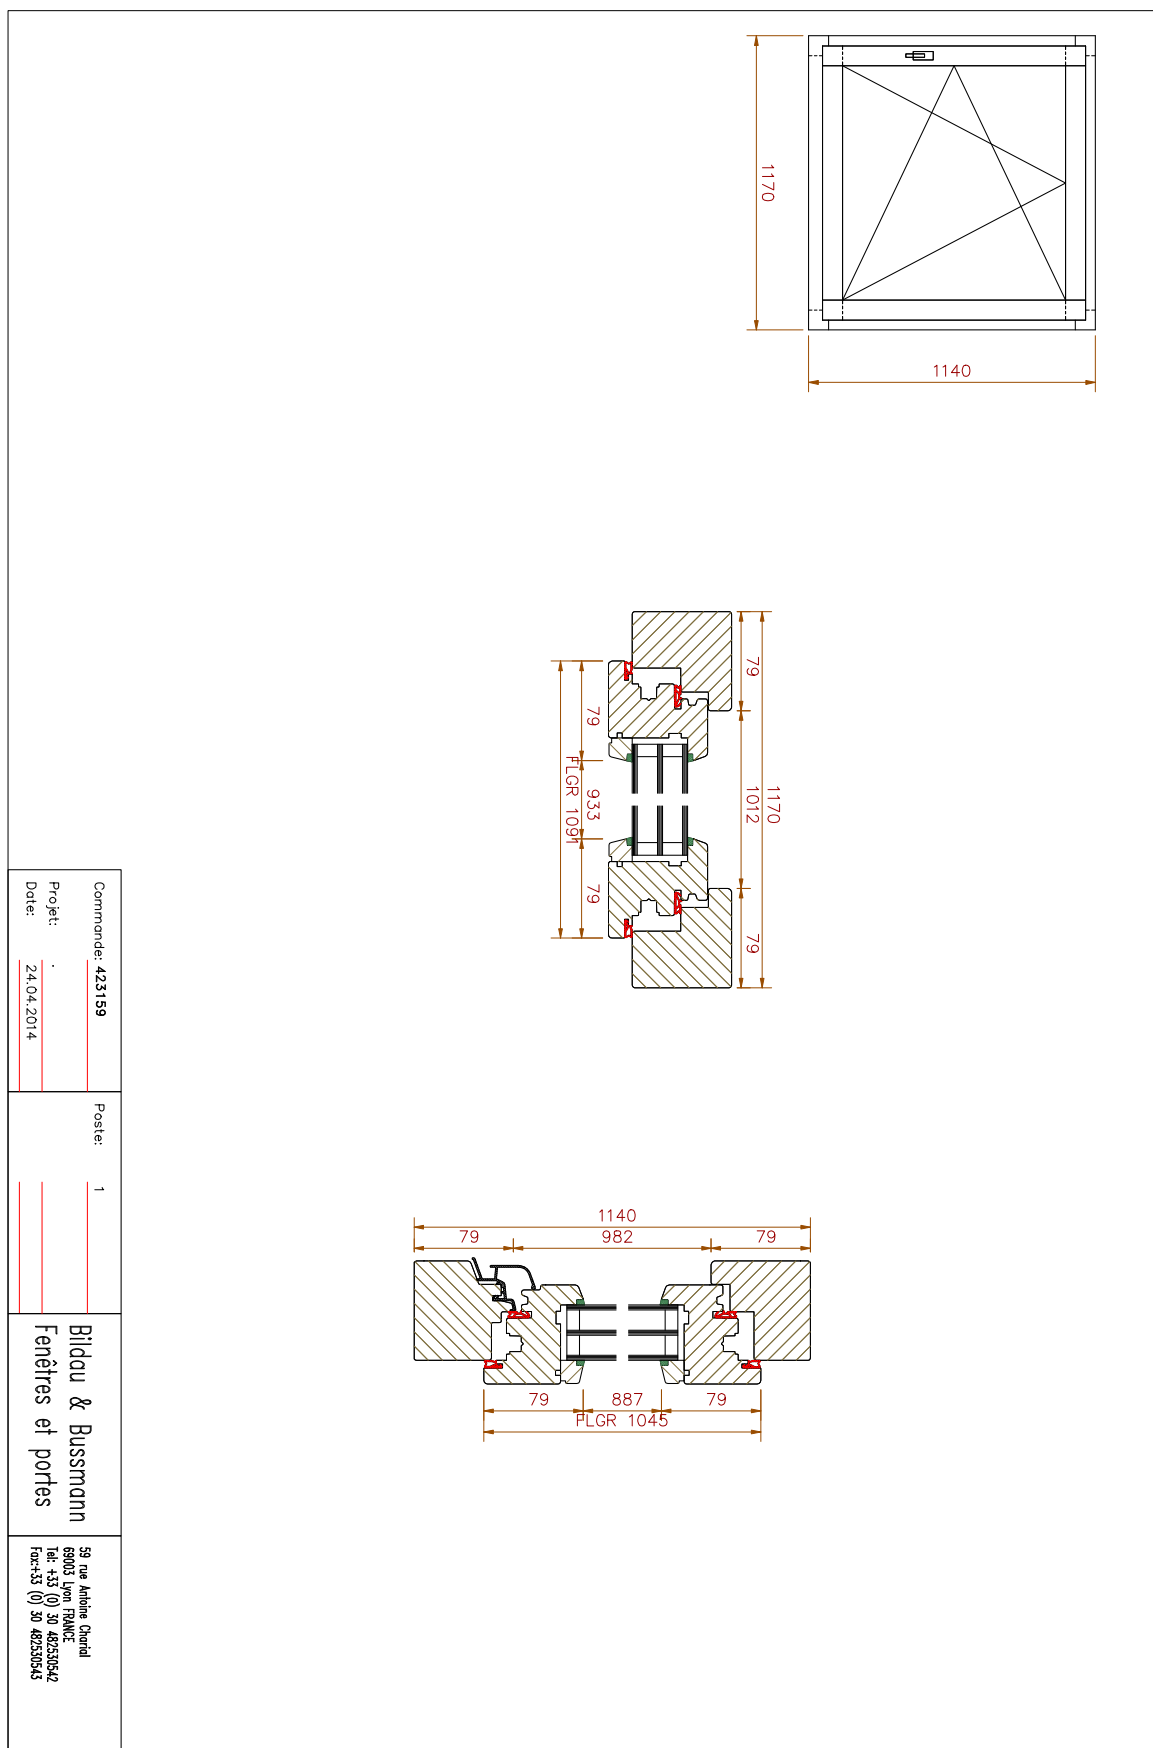 1170
1140
79
1012
79
1170
79
933
79
FLGR 1091
1140
79
982
79
79
887
79
FLGR 1045
Commande: 423159
Projet: .
Date: 24.04.2014
Poste: 1
Bildau & Bussmann
Fenêtres et portes
59 rue Antoine Charial
69003 Lyon FRANCE
Tel: +33 (0) 30 482530542
Fax:+33 (0) 30 482530543